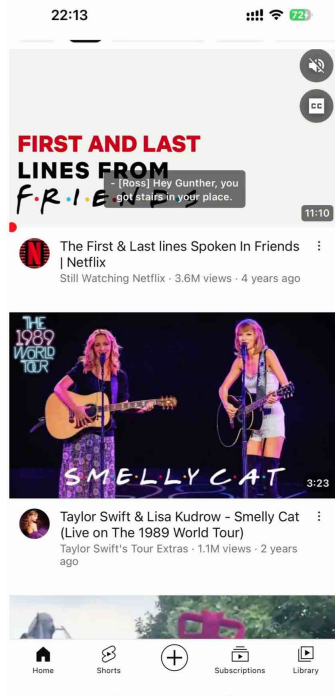 22:13
72
CC
FIRST AND LAST
LINES FROM
F·R·I·E·N·D·S
- [Ross] Hey Gunther, you
got stairs in your place.
11:10
N
The First & Last lines Spoken In Friends
| Netflix
Still Watching Netflix · 3.6M views · 4 years ago
THE
1989
WORLD
TOUR
SMEL·L·Y C·A·T
3:23
Taylor Swift & Lisa Kudrow - Smelly Cat
(Live on The 1989 World Tour)
Taylor Swift's Tour Extras · 1.1M views · 2 years
ago
Home
Shorts
Subscriptions
Library